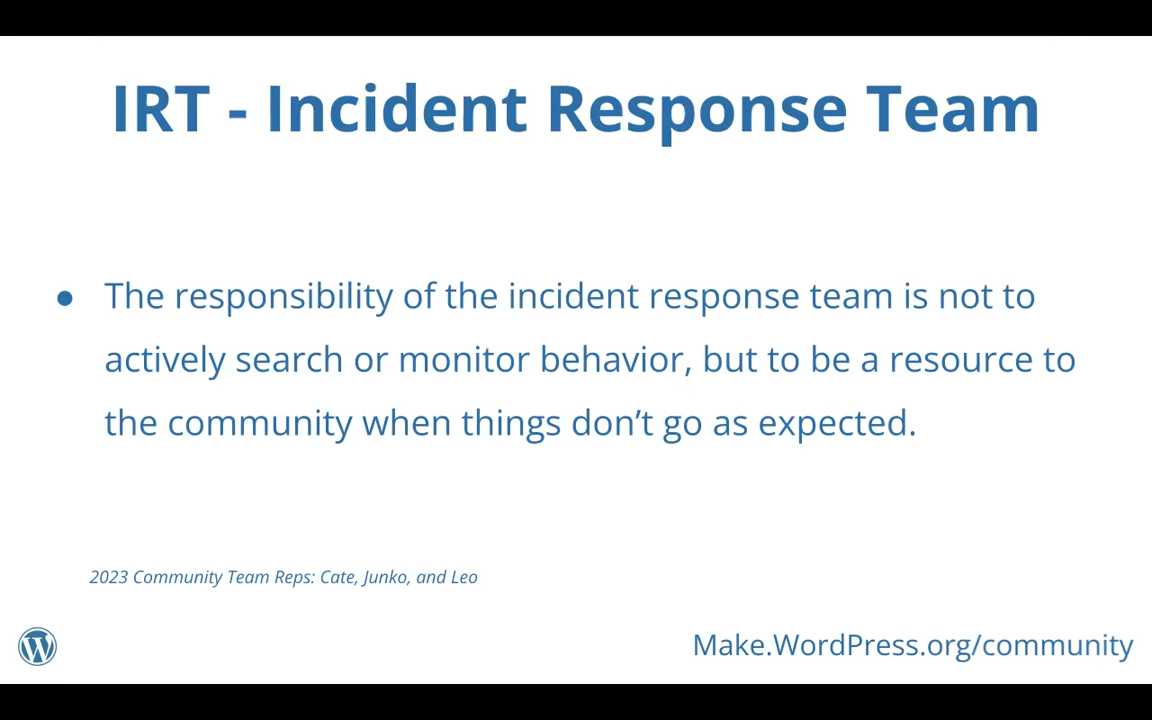 IRT - Incident Response Team
● The responsibility of the incident response team is not to
actively search or monitor behavior, but to be a resource to
the community when things don’t go as expected.
2023 Community Team Reps: Cate, Junko, and Leo
Make.WordPress.org/community